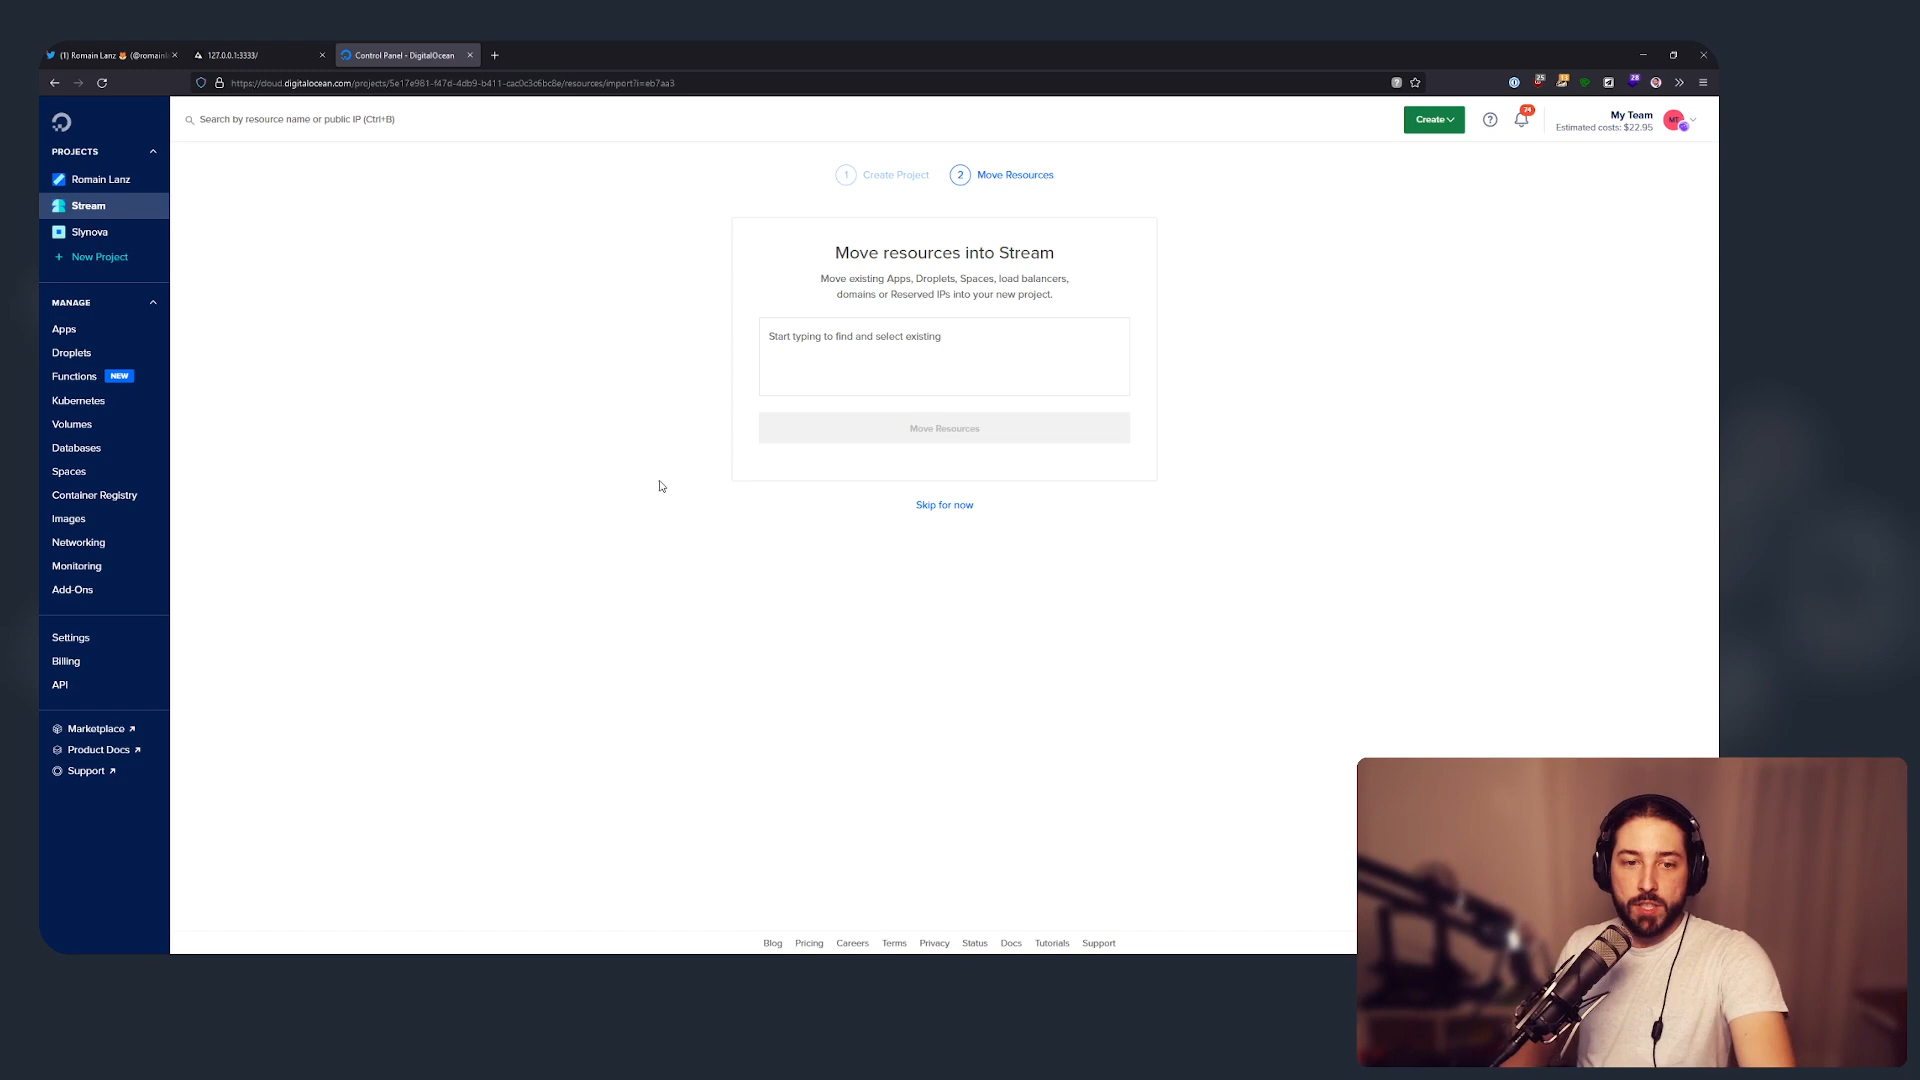 (1) Romain Lanz 🦊 (@romainl
127.0.0.1:3333/
Control Panel - DigitalOcean
https://cloud.digitalocean.com/projects/5e17e981-f47d-4db9-b411-cac0c3c6bc8e/resources/import?i=eb7aa3
25
13
28
Search by resource name or public IP (Ctrl+B)
Create
74
My Team
Estimated costs: $22.95
MT
PROJECTS
Romain Lanz
Stream
Slynova
+ New Project
MANAGE
Apps
Droplets
Functions NEW
Kubernetes
Volumes
Databases
Spaces
Container Registry
Images
Networking
Monitoring
Add-Ons
Settings
Billing
API
Marketplace ↗
Product Docs ↗
Support ↗
1 Create Project 2 Move Resources
Move resources into Stream
Move existing Apps, Droplets, Spaces, load balancers,
domains or Reserved IPs into your new project.
Start typing to find and select existing
Move Resources
Skip for now
Blog Pricing Careers Terms Privacy Status Docs Tutorials Support